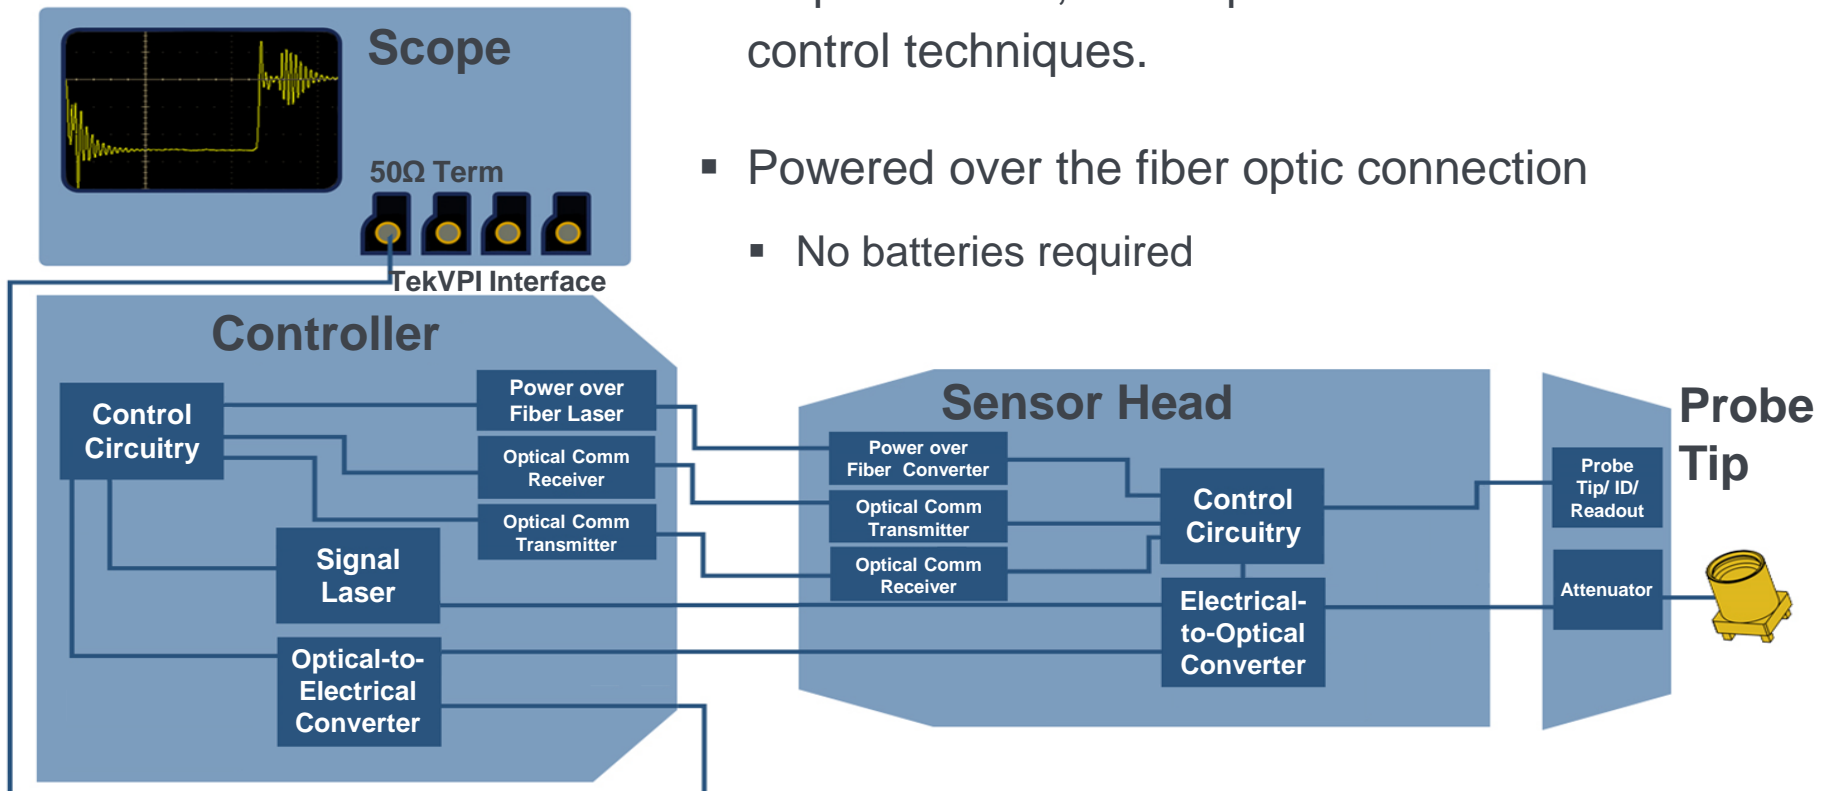 control techniques.
▪ Powered over the fiber optic connection
▪ No batteries required
Scope
50Ω Term
TekVPI Interface
Controller
Control
Circuitry
Power over
Fiber Laser
Optical Comm
Receiver
Optical Comm
Transmitter
Signal
Laser
Optical-to-
Electrical
Converter
Sensor Head
Power over
Fiber Converter
Optical Comm
Transmitter
Optical Comm
Receiver
Control
Circuitry
Electrical-
to-Optical
Converter
Probe
Tip
Probe
Tip/ ID/
Readout
Attenuator